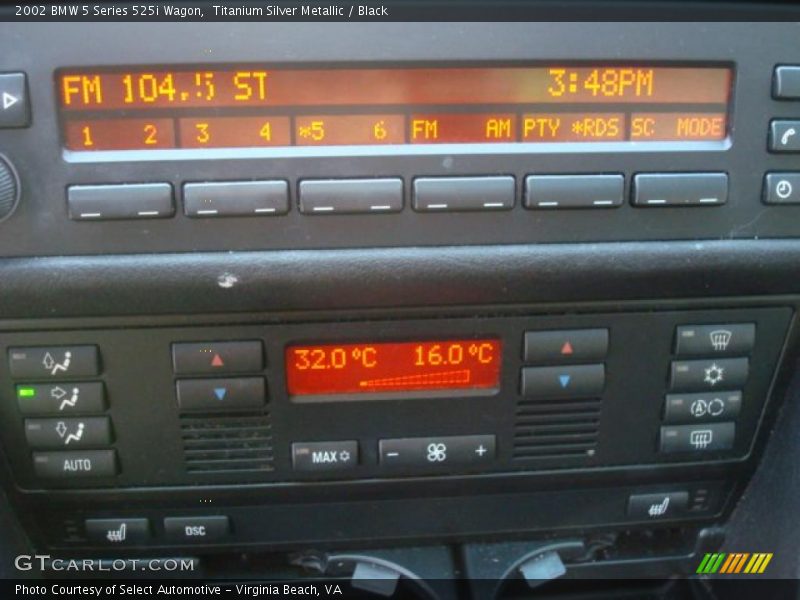 2002 BMW 5 Series 525i Wagon,  Titanium Silver Metallic / Black
FM 104.5 ST 3:48PM
1 2 3 4 *5 6 FM AM PTY *RDS SC MODE
32.0 °C 16.0 °C
AUTO MAX - + A
DSC
GTCARLOT.COM
Photo Courtesy of Select Automotive – Virginia Beach, VA